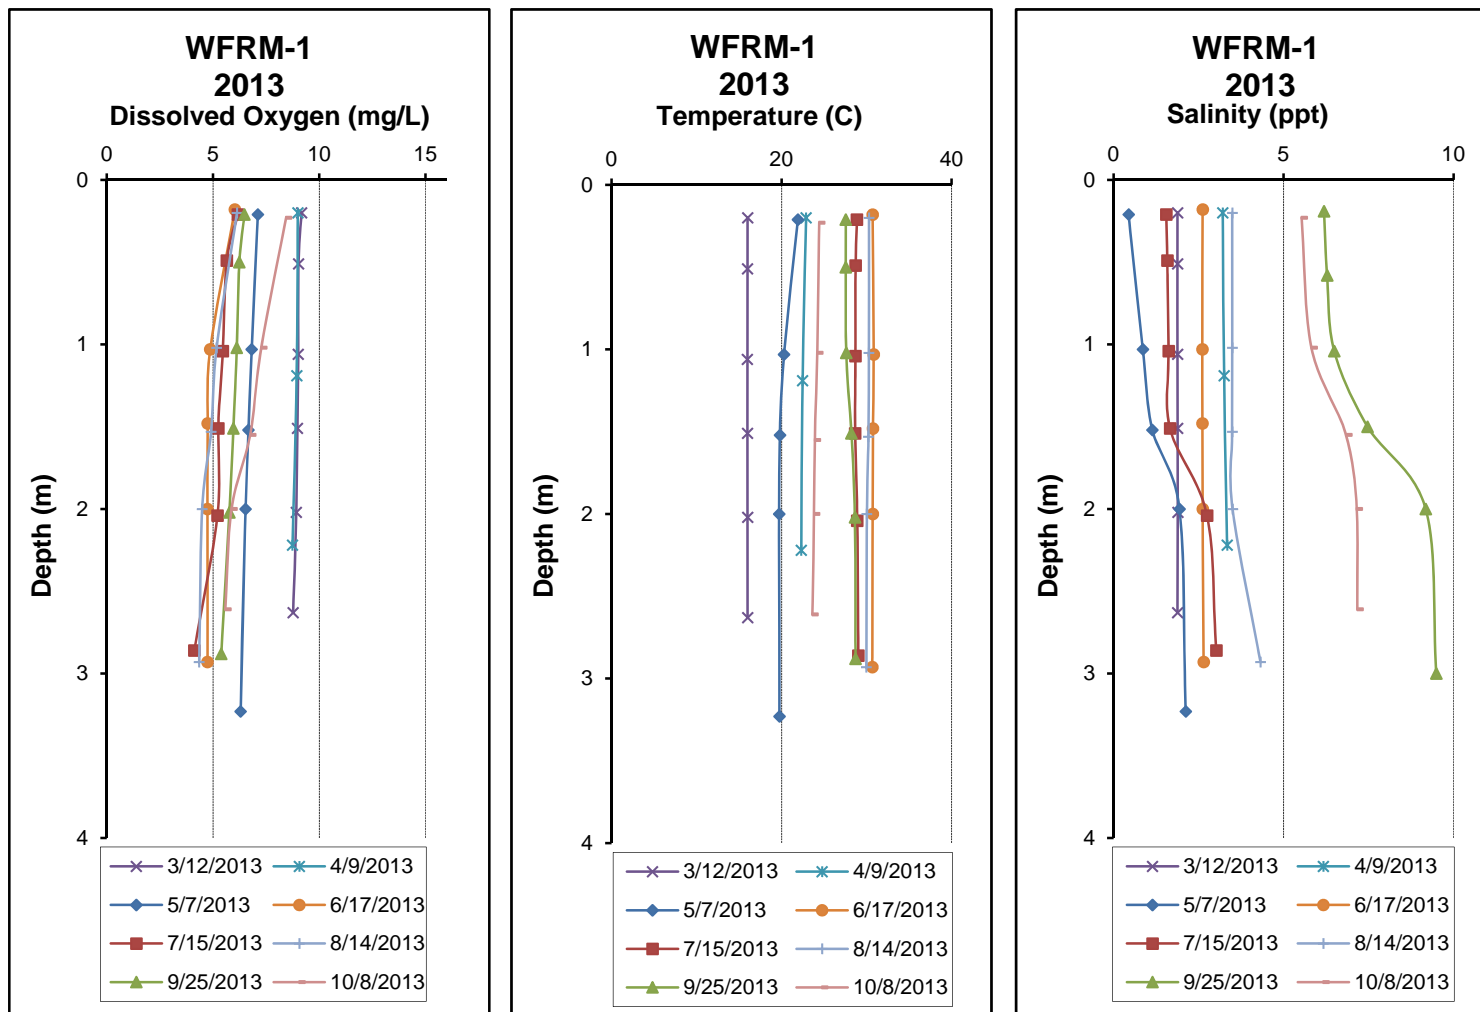 WFRM-1
2013
Dissolved Oxygen (mg/L)
0 5 10 15
0
1
2
3
4
Depth (m)
3/12/2013 4/9/2013
5/7/2013 6/17/2013
7/15/2013 8/14/2013
9/25/2013 10/8/2013
WFRM-1
2013
Temperature (C)
0 20 40
0
1
2
3
4
Depth (m)
3/12/2013 4/9/2013
5/7/2013 6/17/2013
7/15/2013 8/14/2013
9/25/2013 10/8/2013
WFRM-1
2013
Salinity (ppt)
0 5 10
0
1
2
3
4
Depth (m)
3/12/2013 4/9/2013
5/7/2013 6/17/2013
7/15/2013 8/14/2013
9/25/2013 10/8/2013